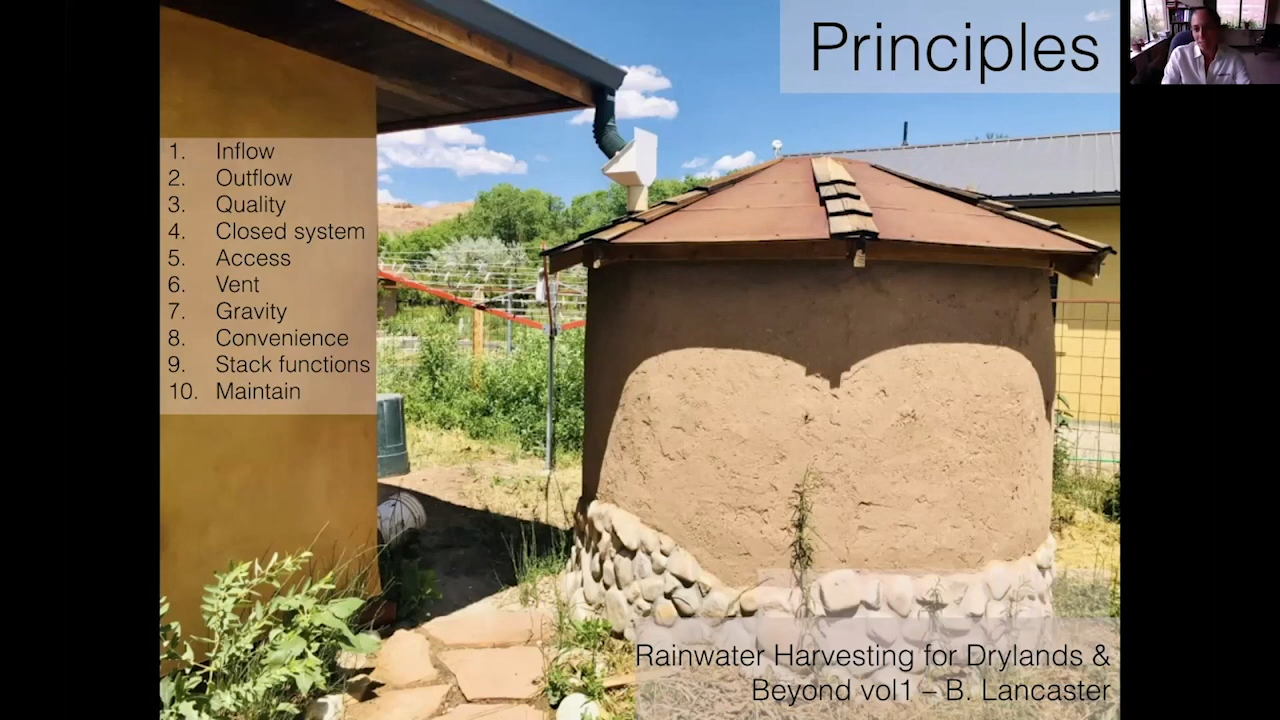 Principles
1. Inflow
2. Outflow
3. Quality
4. Closed system
5. Access
6. Vent
7. Gravity
8. Convenience
9. Stack functions
10. Maintain
Rainwater Harvesting for Drylands &
Beyond vol1 – B. Lancaster